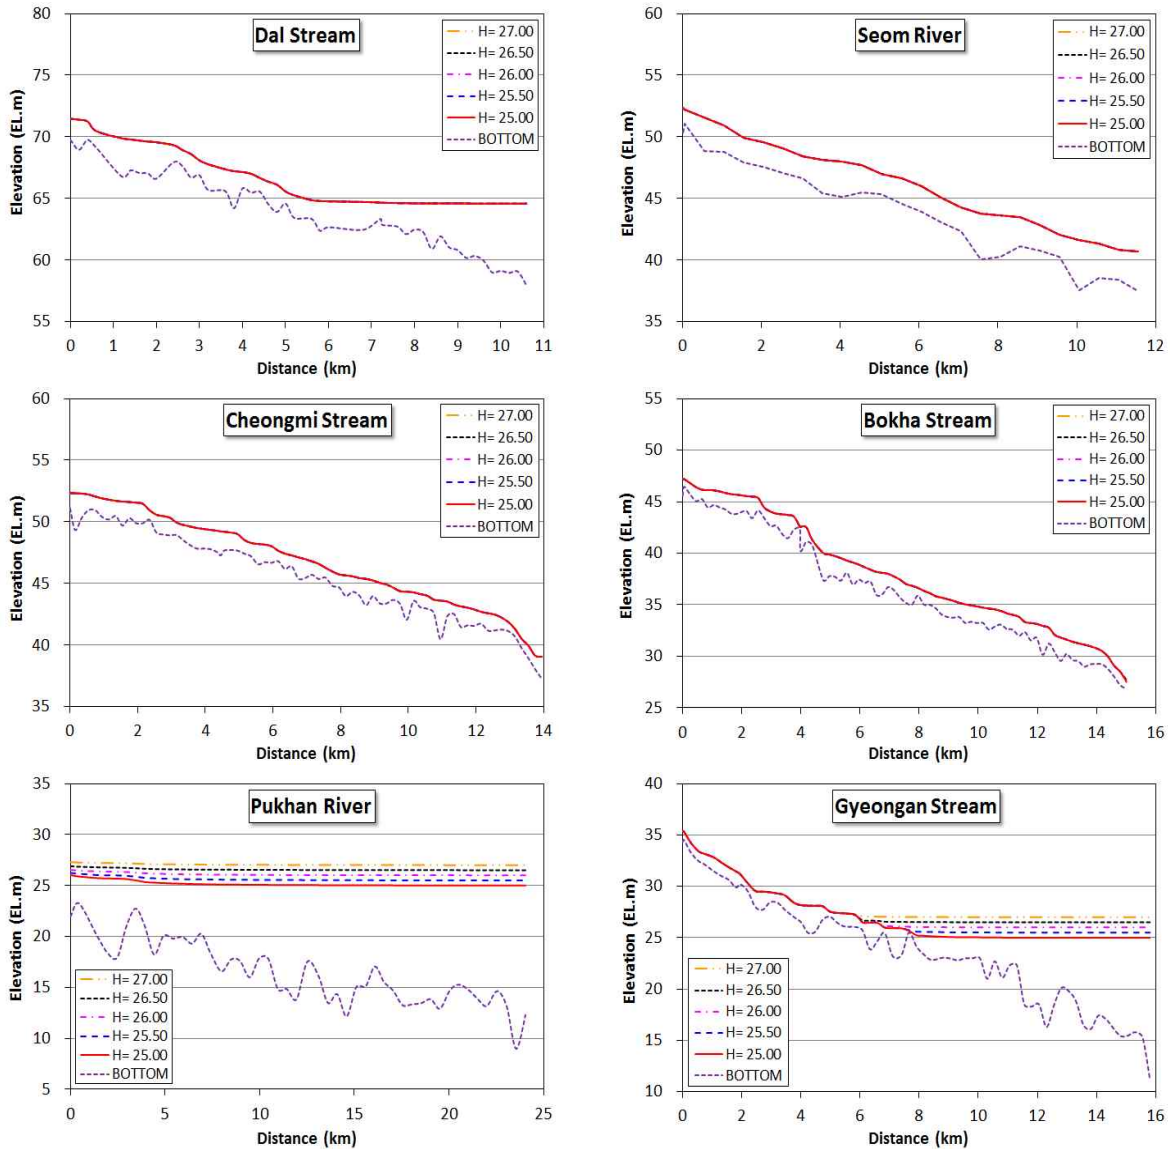 Dal Stream
Elevation (EL.m)
80
75
70
65
60
55
0 1 2 3 4 5 6 7 8 9 10 11
Distance (km)
H= 27.00
H= 26.50
H= 26.00
H= 25.50
H= 25.00
BOTTOM
Seom River
Elevation (EL.m)
60
55
50
45
40
35
0 2 4 6 8 10 12
Distance (km)
H= 27.00
H= 26.50
H= 26.00
H= 25.50
H= 25.00
BOTTOM
Cheongmi Stream
Elevation (EL.m)
60
55
50
45
40
35
0 2 4 6 8 10 12 14
Distance (km)
H= 27.00
H= 26.50
H= 26.00
H= 25.50
H= 25.00
BOTTOM
Bokha Stream
Elevation (EL.m)
55
50
45
40
35
30
25
0 2 4 6 8 10 12 14 16
Distance (km)
H= 27.00
H= 26.50
H= 26.00
H= 25.50
H= 25.00
BOTTOM
Pukhan River
Elevation (EL.m)
35
30
25
20
15
10
5
0 5 10 15 20 25
Distance (km)
H= 27.00
H= 26.50
H= 26.00
H= 25.50
H= 25.00
BOTTOM
Gyeongan Stream
Elevation (EL.m)
40
35
30
25
20
15
10
0 2 4 6 8 10 12 14 16
Distance (km)
H= 27.00
H= 26.50
H= 26.00
H= 25.50
H= 25.00
BOTTOM